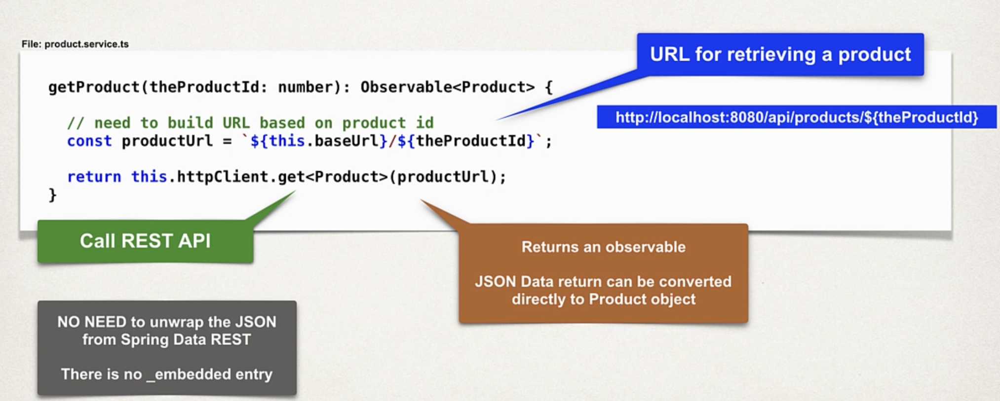 File: product.service.ts
URL for retrieving a product
getProduct(theProductId: number): Observable<Product> {
http://localhost:8080/api/products/${theProductId}
// need to build URL based on product id
const productUrl = `${this.baseUrl}/${theProductId}`;
return this.httpClient.get<Product>(productUrl);
}
Call REST API
Returns an observable
JSON Data return can be converted
directly to Product object
NO NEED to unwrap the JSON
from Spring Data REST
There is no _embedded entry